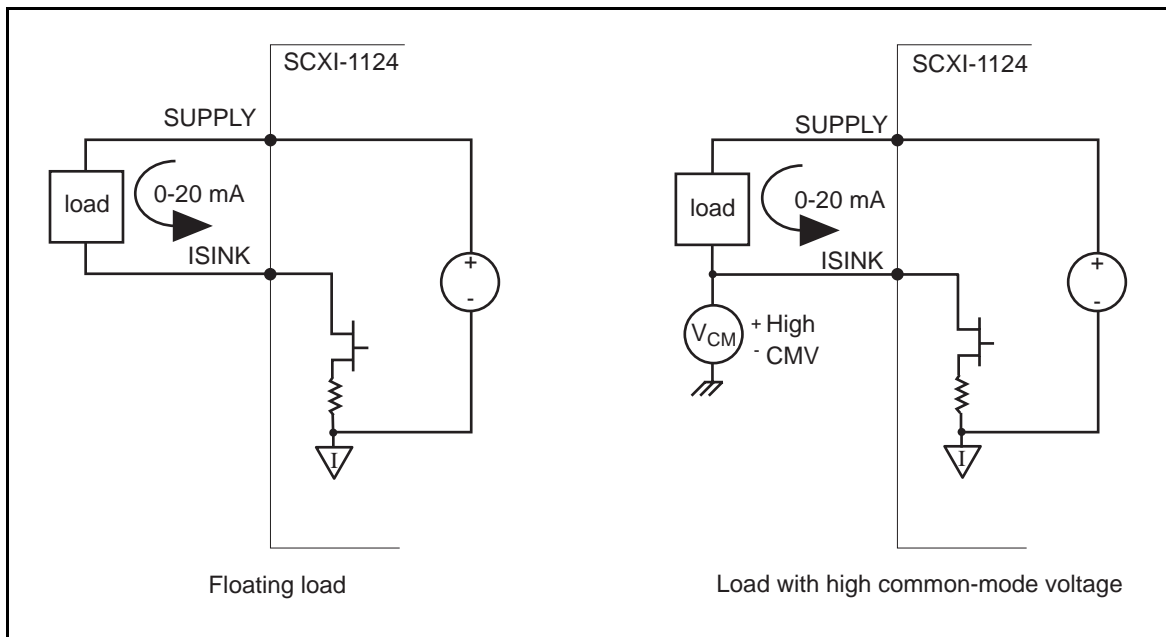 SCXI-1124
SUPPLY
load
0-20 mA
ISINK
+
-
I
Floating load
SCXI-1124
SUPPLY
load
0-20 mA
ISINK
VCM
+ High
- CMV
+
-
I
Load with high common-mode voltage